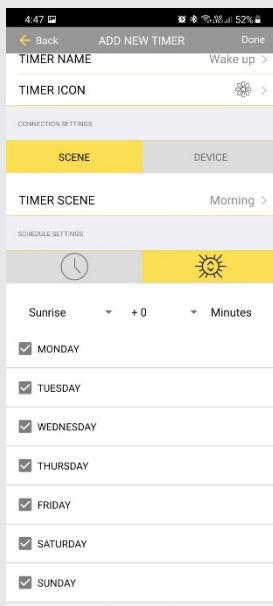 4:47 52%
Back ADD NEW TIMER Done
TIMER NAME Wake up
TIMER ICON
CONNECTION SETTINGS
SCENE DEVICE
TIMER SCENE Morning
SCHEDULE SETTINGS
Sunrise + 0 Minutes
MONDAY
TUESDAY
WEDNESDAY
THURSDAY
FRIDAY
SATURDAY
SUNDAY